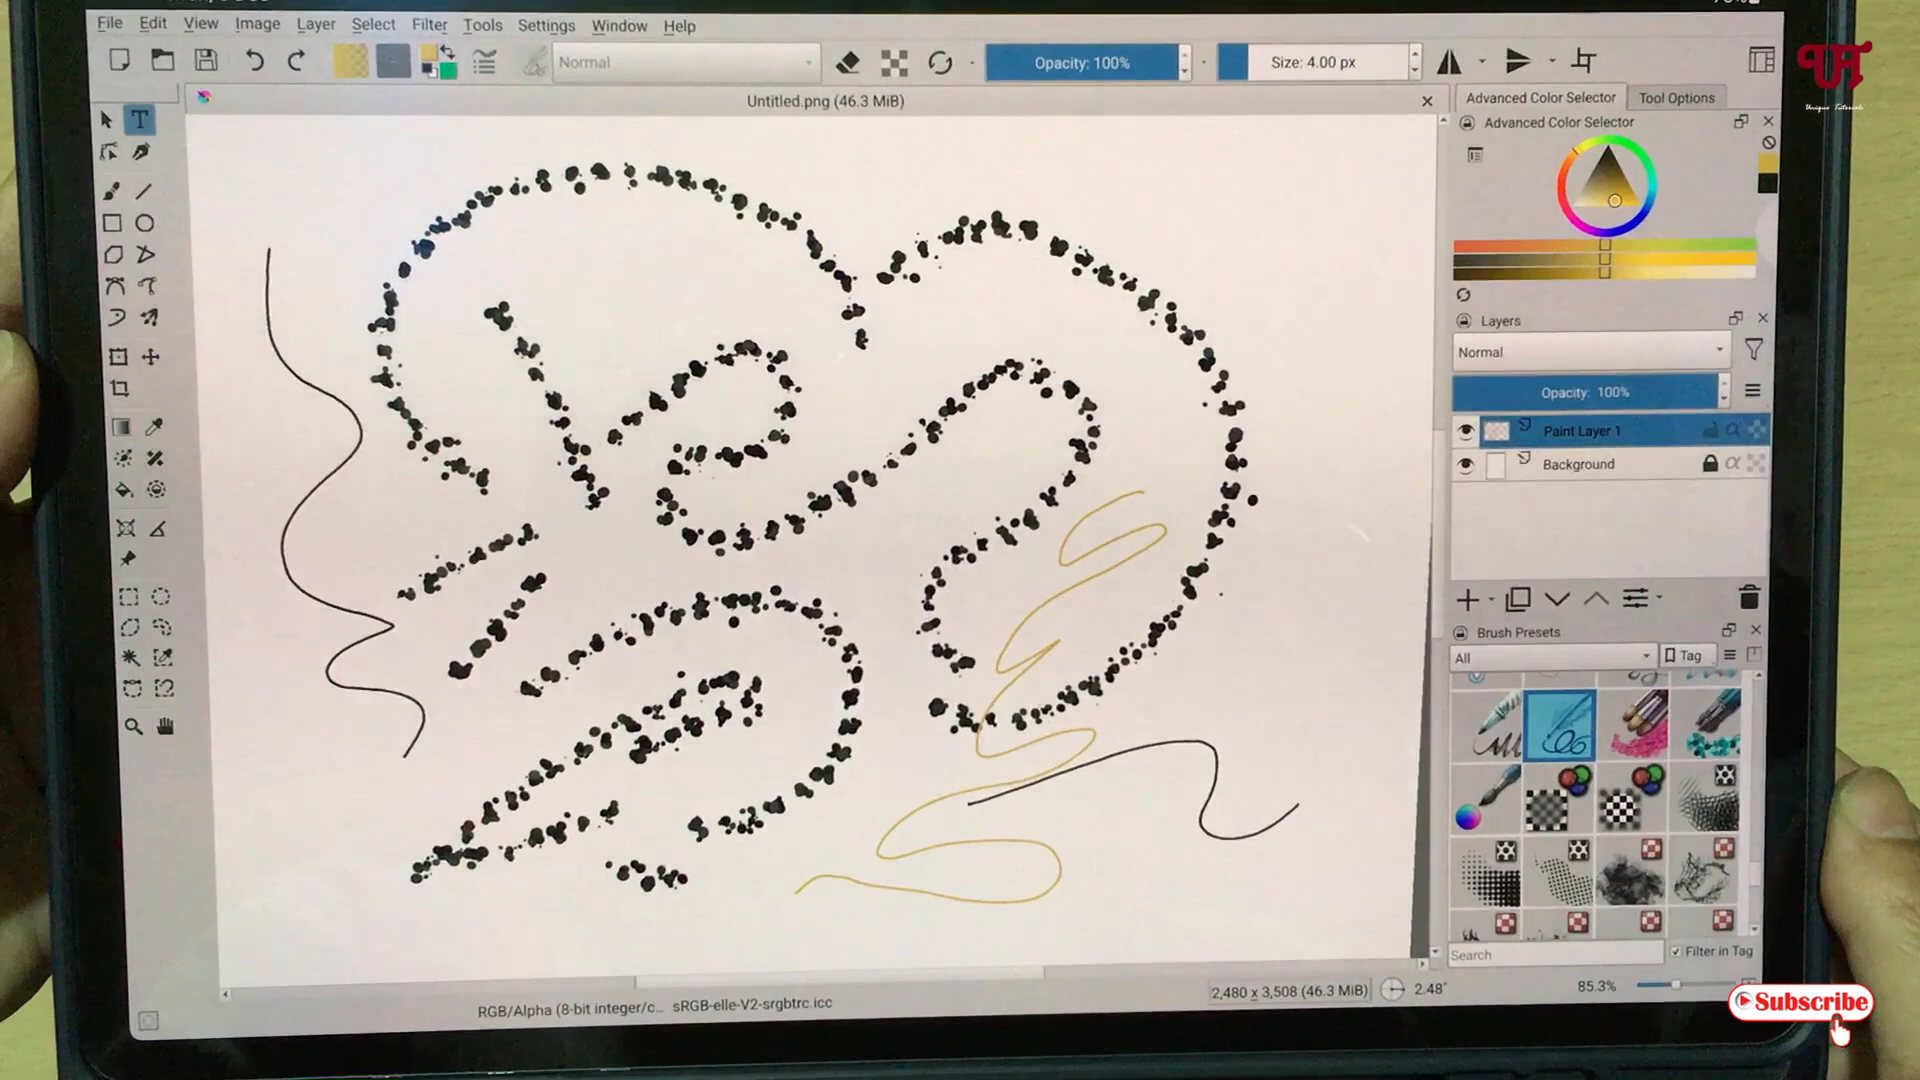 File Edit View Image Layer Select Filter Tools Settings Window Help
Normal
Opacity: 100%
Size: 4.00 px
UT
Unique Tutorials
Untitled.png (46.3 MiB)
Advanced Color Selector
Tool Options
Advanced Color Selector
T
Layers
Normal
Opacity: 100%
Paint Layer 1
Background
Brush Presets
All
Tag
Search
Filter in Tag
RGB/Alpha (8-bit integer/c... sRGB-elle-V2-srgbtrc.icc
2,480 x 3,508 (46.3 MiB)
2.48°
85.3%
Subscribe